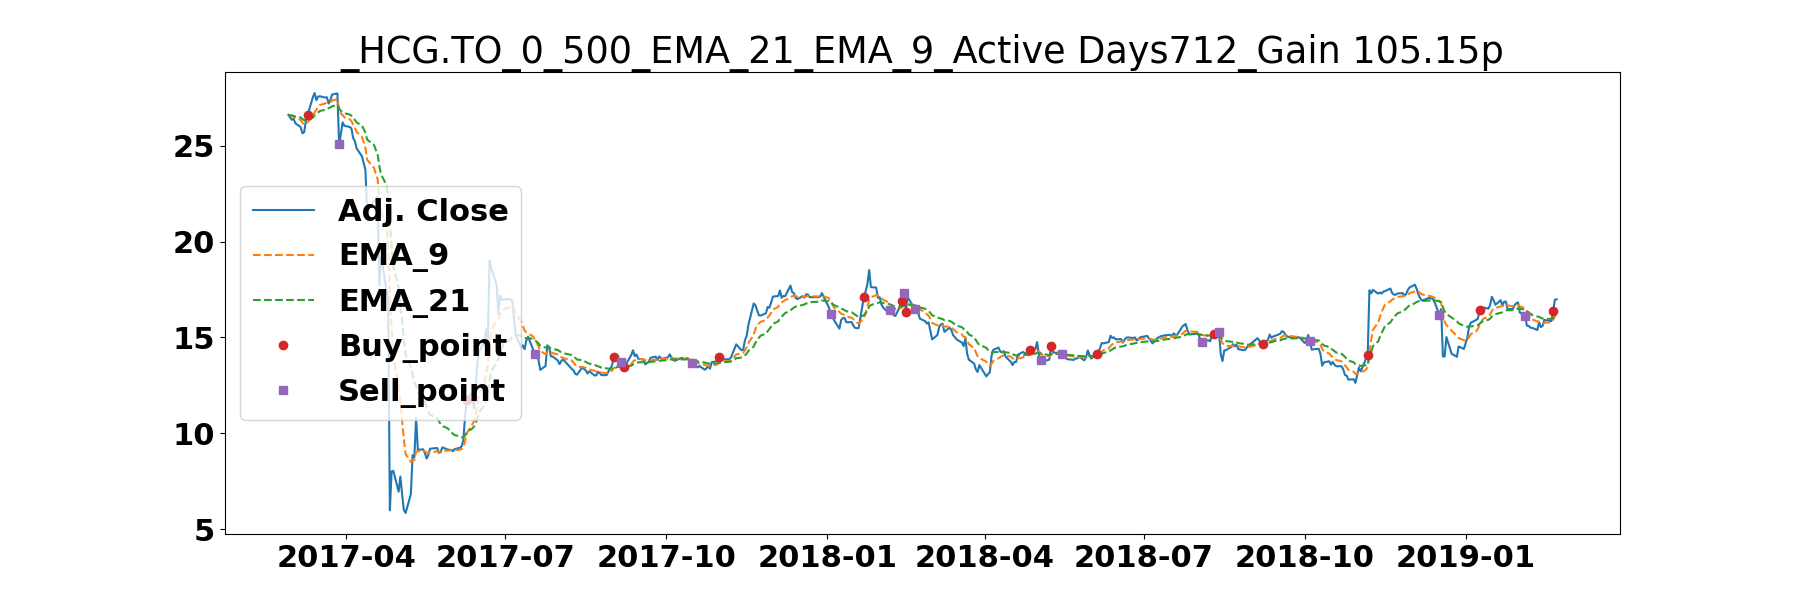 _HCG.TO_0_500_EMA_21_EMA_9_Active Days712_Gain 105.15p
25
20
15
10
5
Adj. Close
EMA_9
EMA_21
Buy_point
Sell_point
2017-04 2017-07 2017-10 2018-01 2018-04 2018-07 2018-10 2019-01